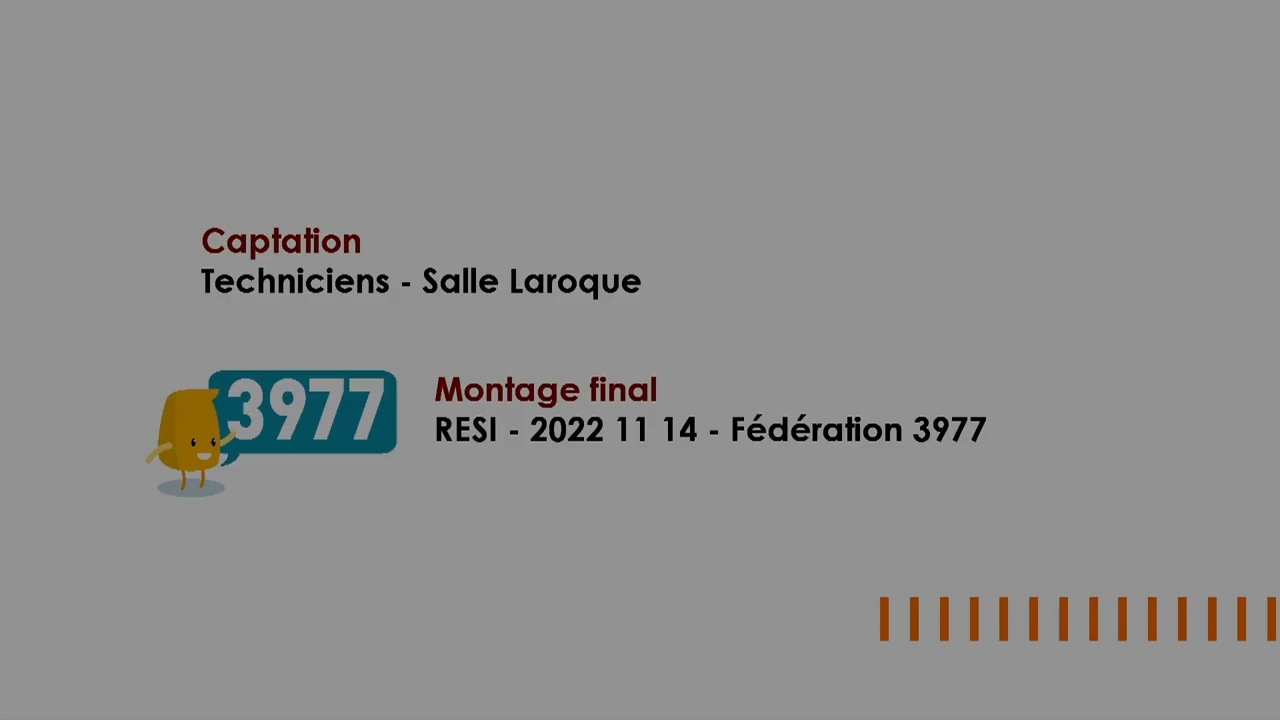 Captation
Techniciens - Salle Laroque
3977
Montage final
RESI - 2022 11 14 - Fédération 3977